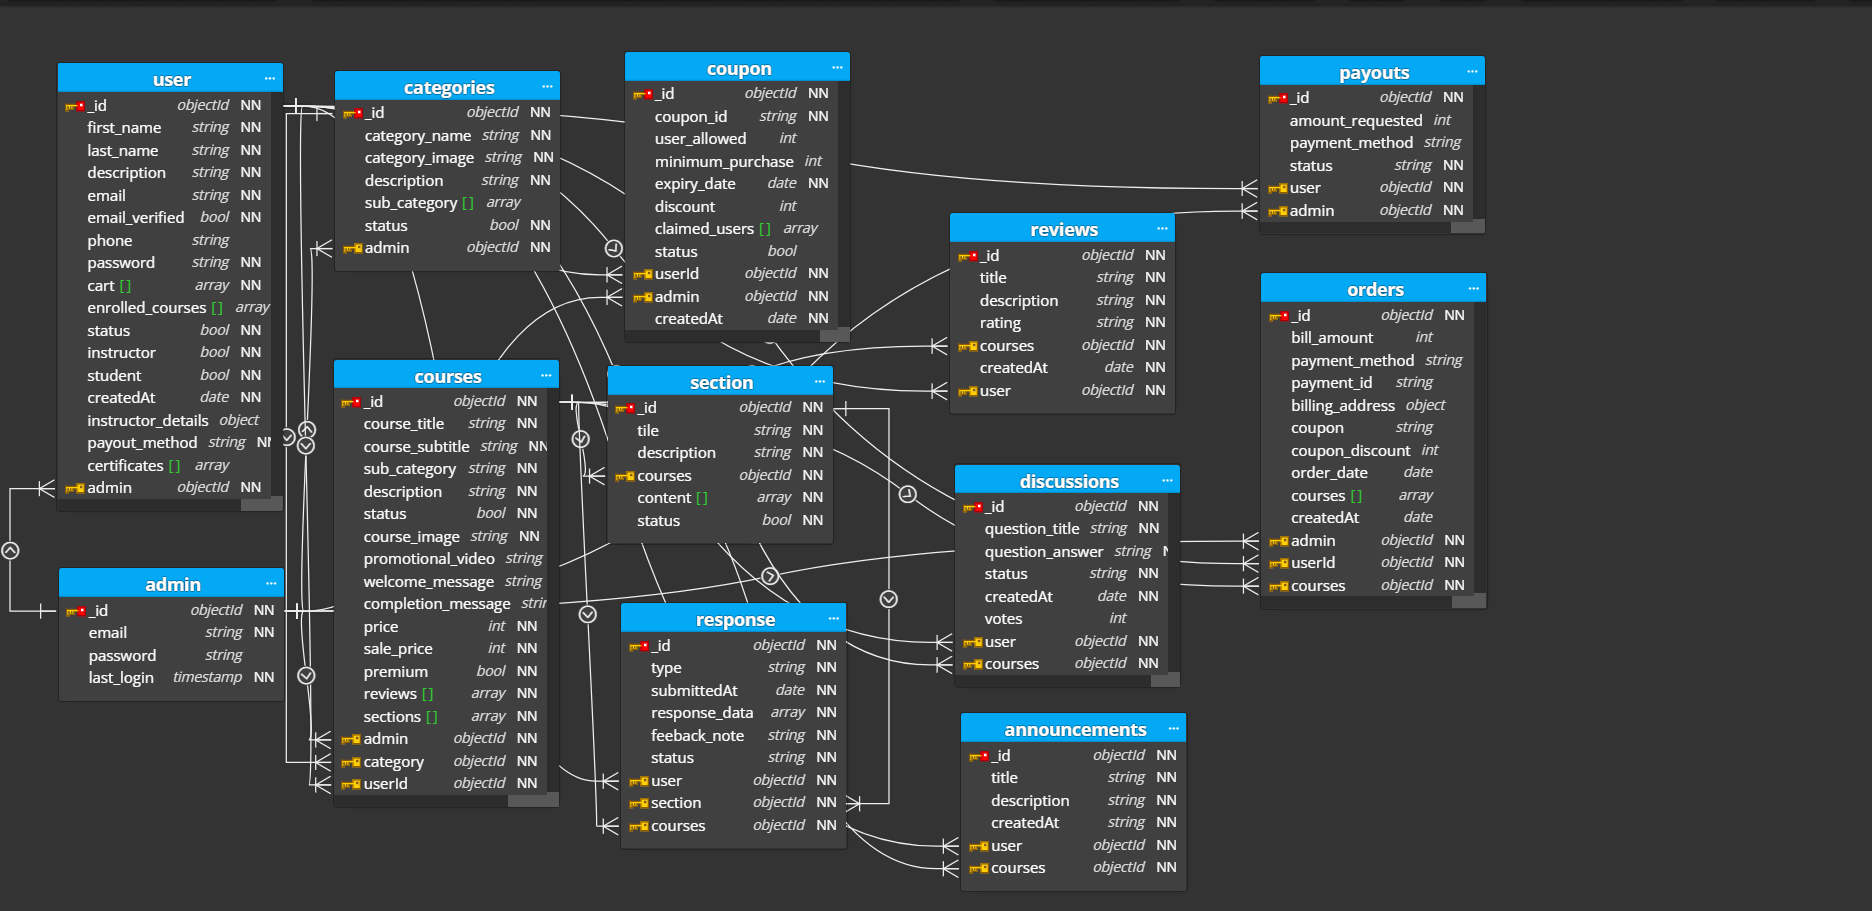 user ...
_id objectId NN
first_name string NN
last_name string NN
description string NN
email string NN
email_verified bool NN
phone string
password string NN
cart [] array NN
enrolled_courses [] array
status bool NN
instructor bool NN
student bool NN
createdAt date NN
instructor_details object
payout_method string
certificates [] array
admin objectId NN
admin ...
_id objectId NN
email string NN
password string
last_login timestamp NN
categories ...
_id objectId NN
category_name string NN
category_image string NN
description string NN
sub_category [] array
status bool NN
admin objectId NN
courses ...
_id objectId NN
course_title string NN
course_subtitle string NN
sub_category string NN
description string NN
status bool NN
course_image string NN
promotional_video string
welcome_message string
completion_message
price int NN
sale_price int NN
premium bool NN
reviews [] array NN
sections [] array NN
admin objectId NN
category objectId NN
userId objectId NN
coupon ...
_id objectId NN
coupon_id string NN
user_allowed int
minimum_purchase int
expiry_date date NN
discount int
claimed_users [] array
status bool
userId objectId NN
admin objectId NN
createdAt date NN
section ...
_id objectId NN
tile string NN
description string NN
courses objectId NN
content [] array NN
status bool NN
response ...
_id objectId NN
type string NN
submittedAt date NN
response_data array NN
feeback_note string NN
status string NN
user objectId NN
section objectId NN
courses objectId NN
reviews ...
_id objectId NN
title string NN
description string NN
rating string NN
courses objectId NN
createdAt date NN
user objectId NN
discussions ...
_id objectId NN
question_title string NN
question_answer string
status string NN
createdAt date NN
votes int
user objectId NN
courses objectId NN
announcements ...
_id objectId NN
title string NN
description string NN
createdAt string NN
user objectId NN
courses objectId NN
payouts ...
_id objectId NN
amount_requested int
payment_method string
status string NN
user objectId NN
admin objectId NN
orders ...
_id objectId NN
bill_amount int
payment_method string
payment_id string
billing_address object
coupon string
coupon_discount int
order_date date
courses [] array
createdAt date
admin objectId NN
userId objectId NN
courses objectId NN